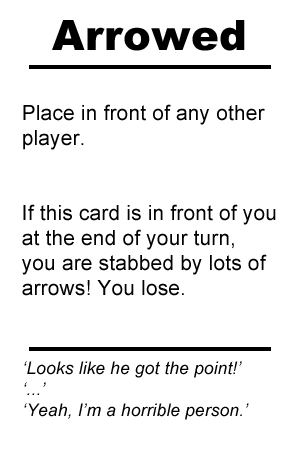 Arrowed
Place in front of any other
player.
If this card is in front of you
at the end of your turn,
you are stabbed by lots of
arrows! You lose.
‘Looks like he got the point!’
‘...’
‘Yeah, I’m a horrible person.’